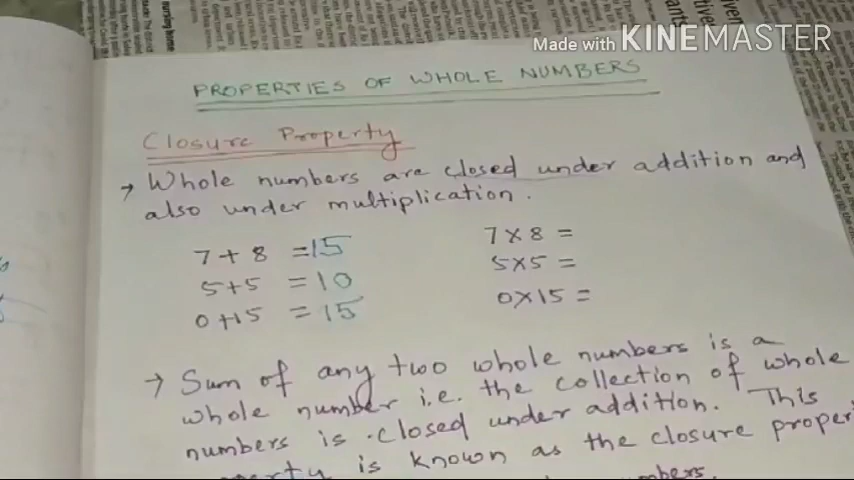 Made with KINEMASTER
PROPERTIES OF WHOLE NUMBERS
Closure Property
→ Whole numbers are closed under addition and
also under multiplication.
7 + 8 = 15 7 × 8 =
5+5 = 10 5×5 =
0+15 = 15 0×15 =
→ Sum of any two whole numbers is a
whole number i.e. the collection of whole
numbers is closed under addition. This
is known as the closure proper
numbers.